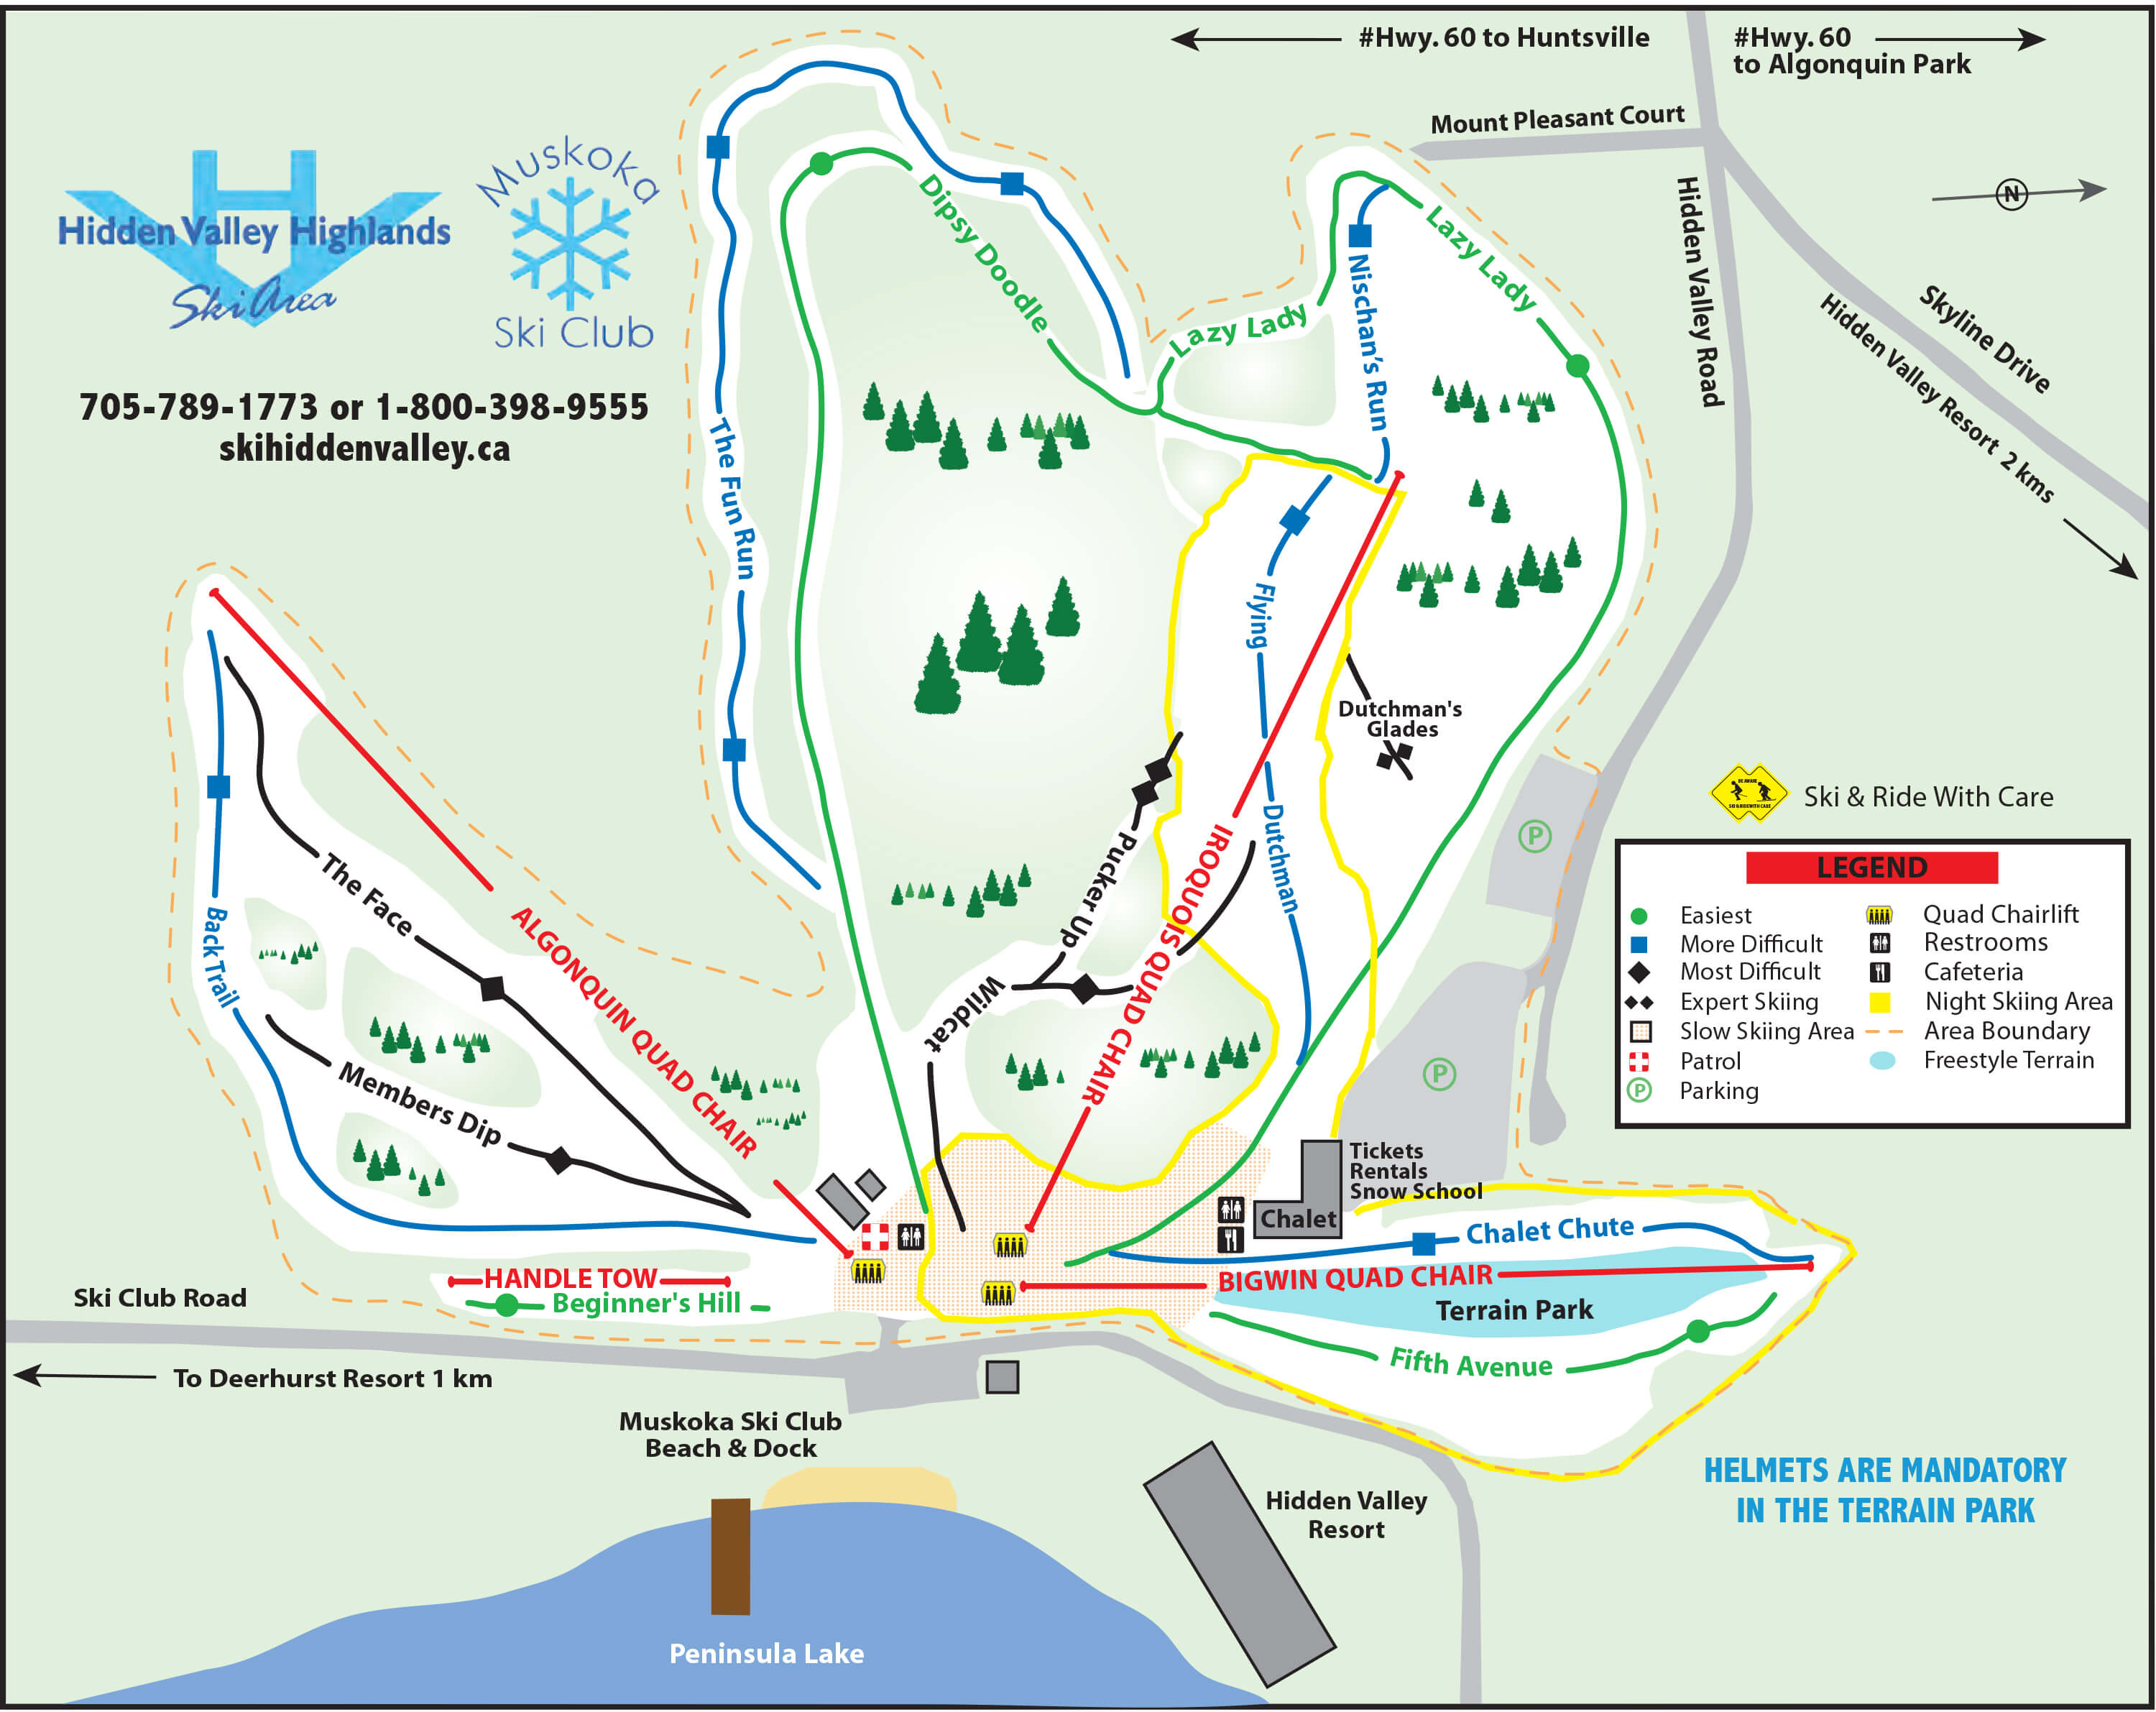 #Hwy. 60 to Huntsville
#Hwy. 60
to Algonquin Park
Mount Pleasant Court
Hidden Valley Road
Skyline Drive
Hidden Valley Resort 2 kms
N
Hidden Valley Highlands
Ski Area
Muskoka
Ski Club
705-789-1773 or 1-800-398-9555
skihiddenvalley.ca
Dipsy Doodle
The Fun Run
Lazy Lady
Lazy Lady
Nischan's Run
Flying
Dutchman
Dutchman's
Glades
Pucker Up
Wildcat
IROQUOIS QUAD CHAIR
The Face
Back Trail
Members Dip
ALGONQUIN QUAD CHAIR
P
P
Ski & Ride With Care
LEGEND
Easiest
More Difficult
Most Difficult
Expert Skiing
Slow Skiing Area
Patrol
P Parking
Quad Chairlift
Restrooms
Cafeteria
Night Skiing Area
Area Boundary
Freestyle Terrain
Tickets
Rentals
Snow School
Chalet
Chalet Chute
BIGWIN QUAD CHAIR
Terrain Park
Fifth Avenue
HANDLE TOW
Beginner's Hill
Ski Club Road
To Deerhurst Resort 1 km
Muskoka Ski Club
Beach & Dock
Peninsula Lake
Hidden Valley
Resort
HELMETS ARE MANDATORY
IN THE TERRAIN PARK